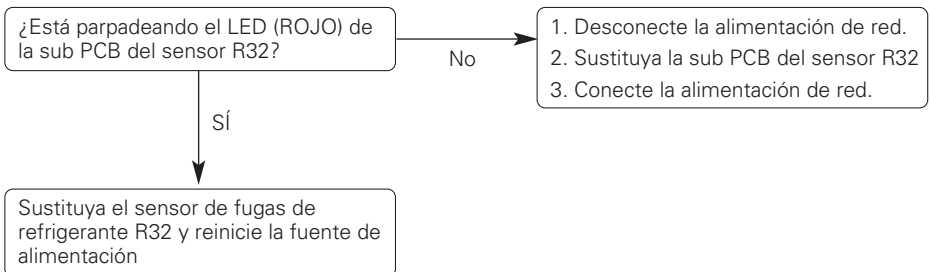 ¿Está parpadeando el LED (ROJO) de
la sub PCB del sensor R32?
No
1. Desconecte la alimentación de red.
2. Sustituya la sub PCB del sensor R32
3. Conecte la alimentación de red.
SÍ
Sustituya el sensor de fugas de
refrigerante R32 y reinicie la fuente de
alimentación